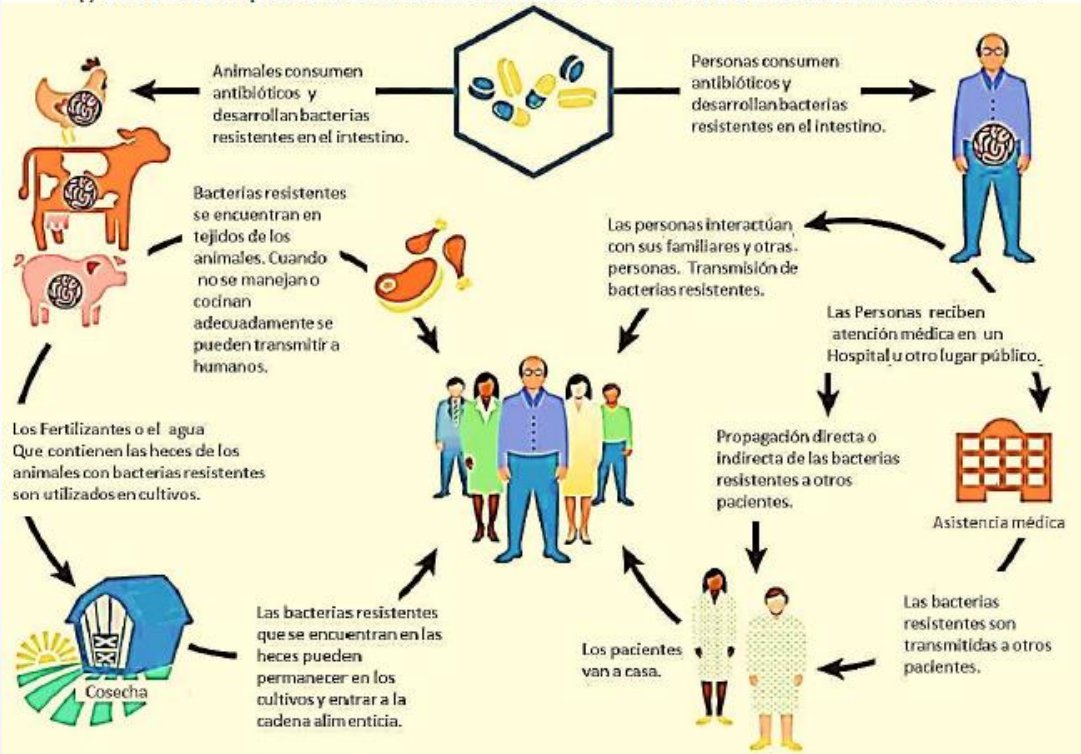 Animales consumen
antibióticos y
desarrollan bacterias
resistentes en el intestino.
Personas consumen
antibióticos y
desarrollan bacterias
resistentes en el intestino.
Bacterias resistentes
se encuentran en
tejidos de los
animales. Cuando
no se manejan o
cocinan
adecuadamente se
pueden transmitir a
humanos.
Las personas interactúan
con sus familiares y otras
personas. Transmisión de
bacterias resistentes.
Las Personas reciben
atención médica en un
Hospital u otro lugar público.
Los Fertilizantes o el agua
Que contienen las heces de los
animales con bacterias resistentes
son utilizados en cultivos.
Propagación directa o
indirecta de las bacterias
resistentes a otros
pacientes.
Asistencia médica
Las bacterias resistentes
que se encuentran en las
heces pueden
permanecer en los
cultivos y entrar a la
cadena alimenticia.
Los pacientes
van a casa.
Las bacterias
resistentes son
transmitidas a otros
pacientes.
Cosecha